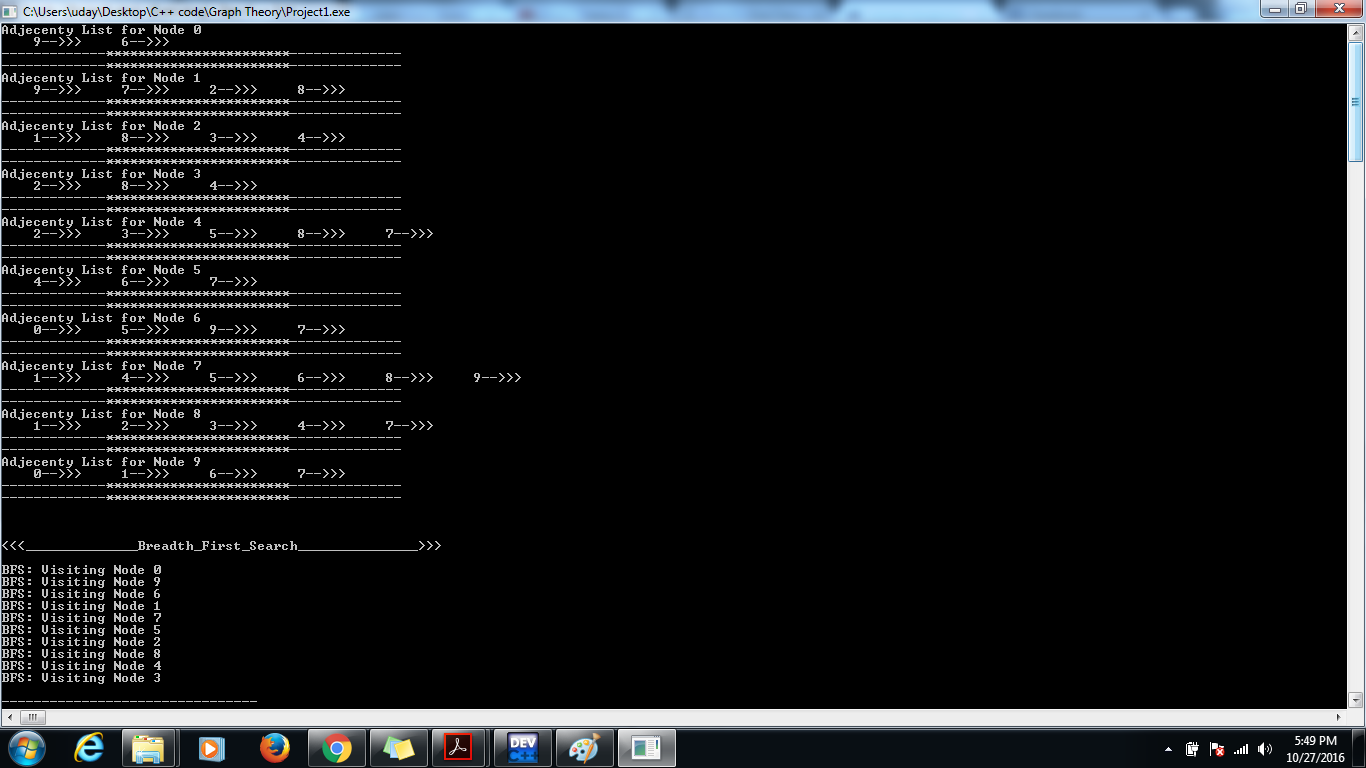 C:\Users\uday\Desktop\C++ code\Graph Theory\Project1.exe
Adjecenty List for Node 0
    9-->>>     6-->>>
-------------***********************--------------
-------------***********************--------------
Adjecenty List for Node 1
    9-->>>     7-->>>     2-->>>     8-->>>
-------------***********************--------------
-------------***********************--------------
Adjecenty List for Node 2
    1-->>>     8-->>>     3-->>>     4-->>>
-------------***********************--------------
-------------***********************--------------
Adjecenty List for Node 3
    2-->>>     8-->>>     4-->>>
-------------***********************--------------
-------------***********************--------------
Adjecenty List for Node 4
    2-->>>     3-->>>     5-->>>     8-->>>     7-->>>
-------------***********************--------------
-------------***********************--------------
Adjecenty List for Node 5
    4-->>>     6-->>>     7-->>>
-------------***********************--------------
-------------***********************--------------
Adjecenty List for Node 6
    0-->>>     5-->>>     9-->>>     7-->>>
-------------***********************--------------
-------------***********************--------------
Adjecenty List for Node 7
    1-->>>     4-->>>     5-->>>     6-->>>     8-->>>     9-->>>
-------------***********************--------------
-------------***********************--------------
Adjecenty List for Node 8
    1-->>>     2-->>>     3-->>>     4-->>>     7-->>>
-------------***********************--------------
-------------***********************--------------
Adjecenty List for Node 9
    0-->>>     1-->>>     6-->>>     7-->>>
-------------***********************--------------
-------------***********************--------------
<<<______________Breadth_First_Search_______________>>>
BFS: Visiting Node 0
BFS: Visiting Node 9
BFS: Visiting Node 6
BFS: Visiting Node 1
BFS: Visiting Node 7
BFS: Visiting Node 5
BFS: Visiting Node 2
BFS: Visiting Node 8
BFS: Visiting Node 4
BFS: Visiting Node 3
--------------------------------
DEV
C++
5:49 PM
10/27/2016